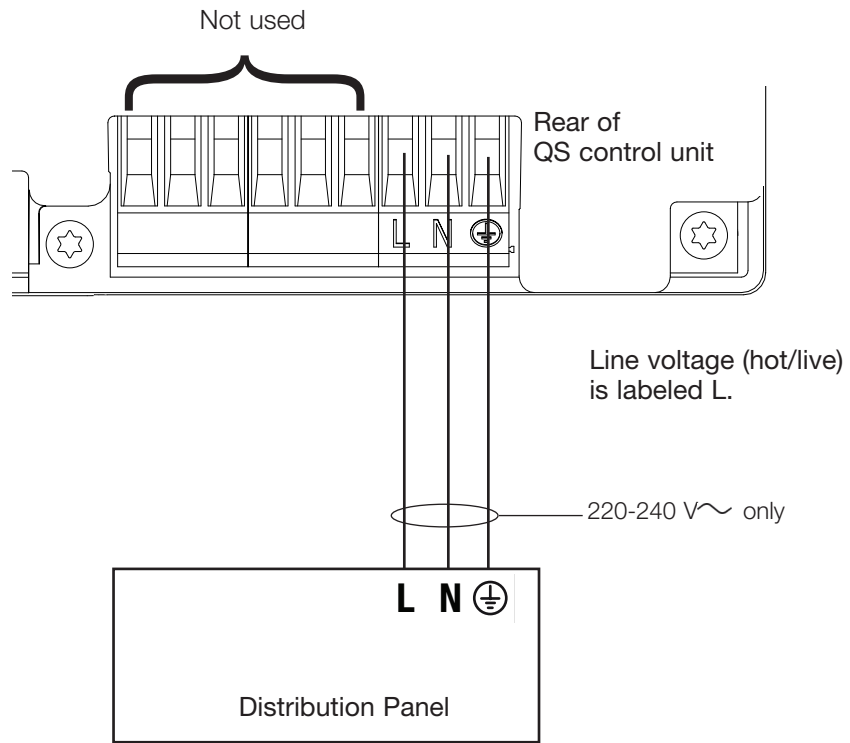 Not used
Rear of
QS control unit
L N
Line voltage (hot/live)
is labeled L.
220-240 V~ only
L N
Distribution Panel